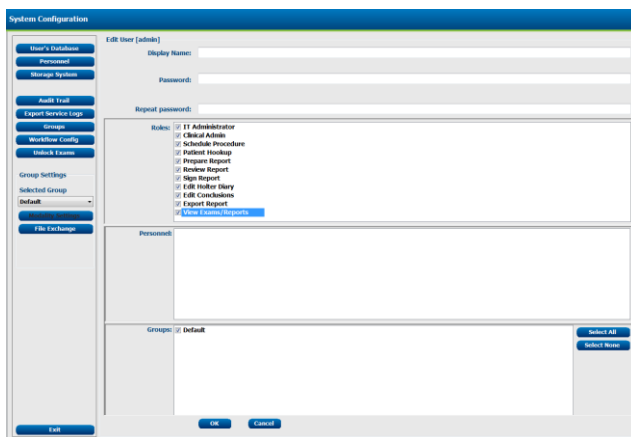 System Configuration
Edit User [admin]
User's Database
Personnel
Storage System
Audit Trail
Export Service Logs
Groups
Workflow Config
Unlock Exams
Group Settings
Selected Group
Default
File Exchange
Exit
Display Name:
Password:
Repeat password:
Roles:
IT Administrator
Clinical Admin
Schedule Procedure
Patient Hookup
Prepare Report
Review Report
Sign Report
Edit Holter Diary
Edit Conclusions
Export Report
View Exams/Reports
Personnel:
Groups:
Default
Select All
Select None
OK
Cancel